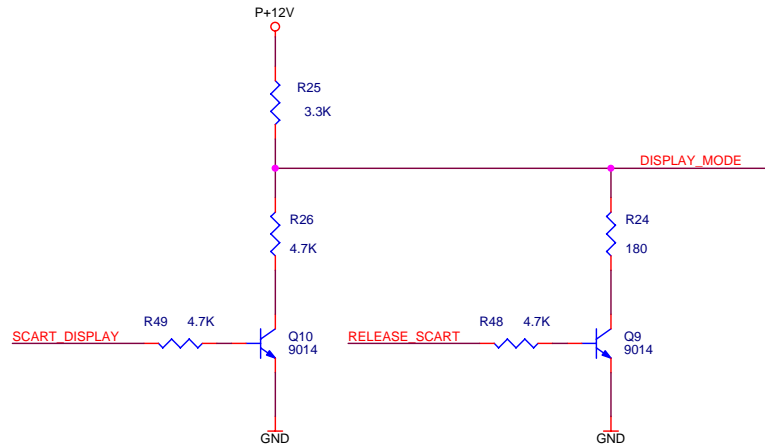 P+12V
R25
3.3K
DISPLAY_MODE
R26
4.7K
R24
180
SCART_DISPLAY
R49 4.7K
Q10
9014
RELEASE_SCART
R48 4.7K
Q9
9014
GND
GND